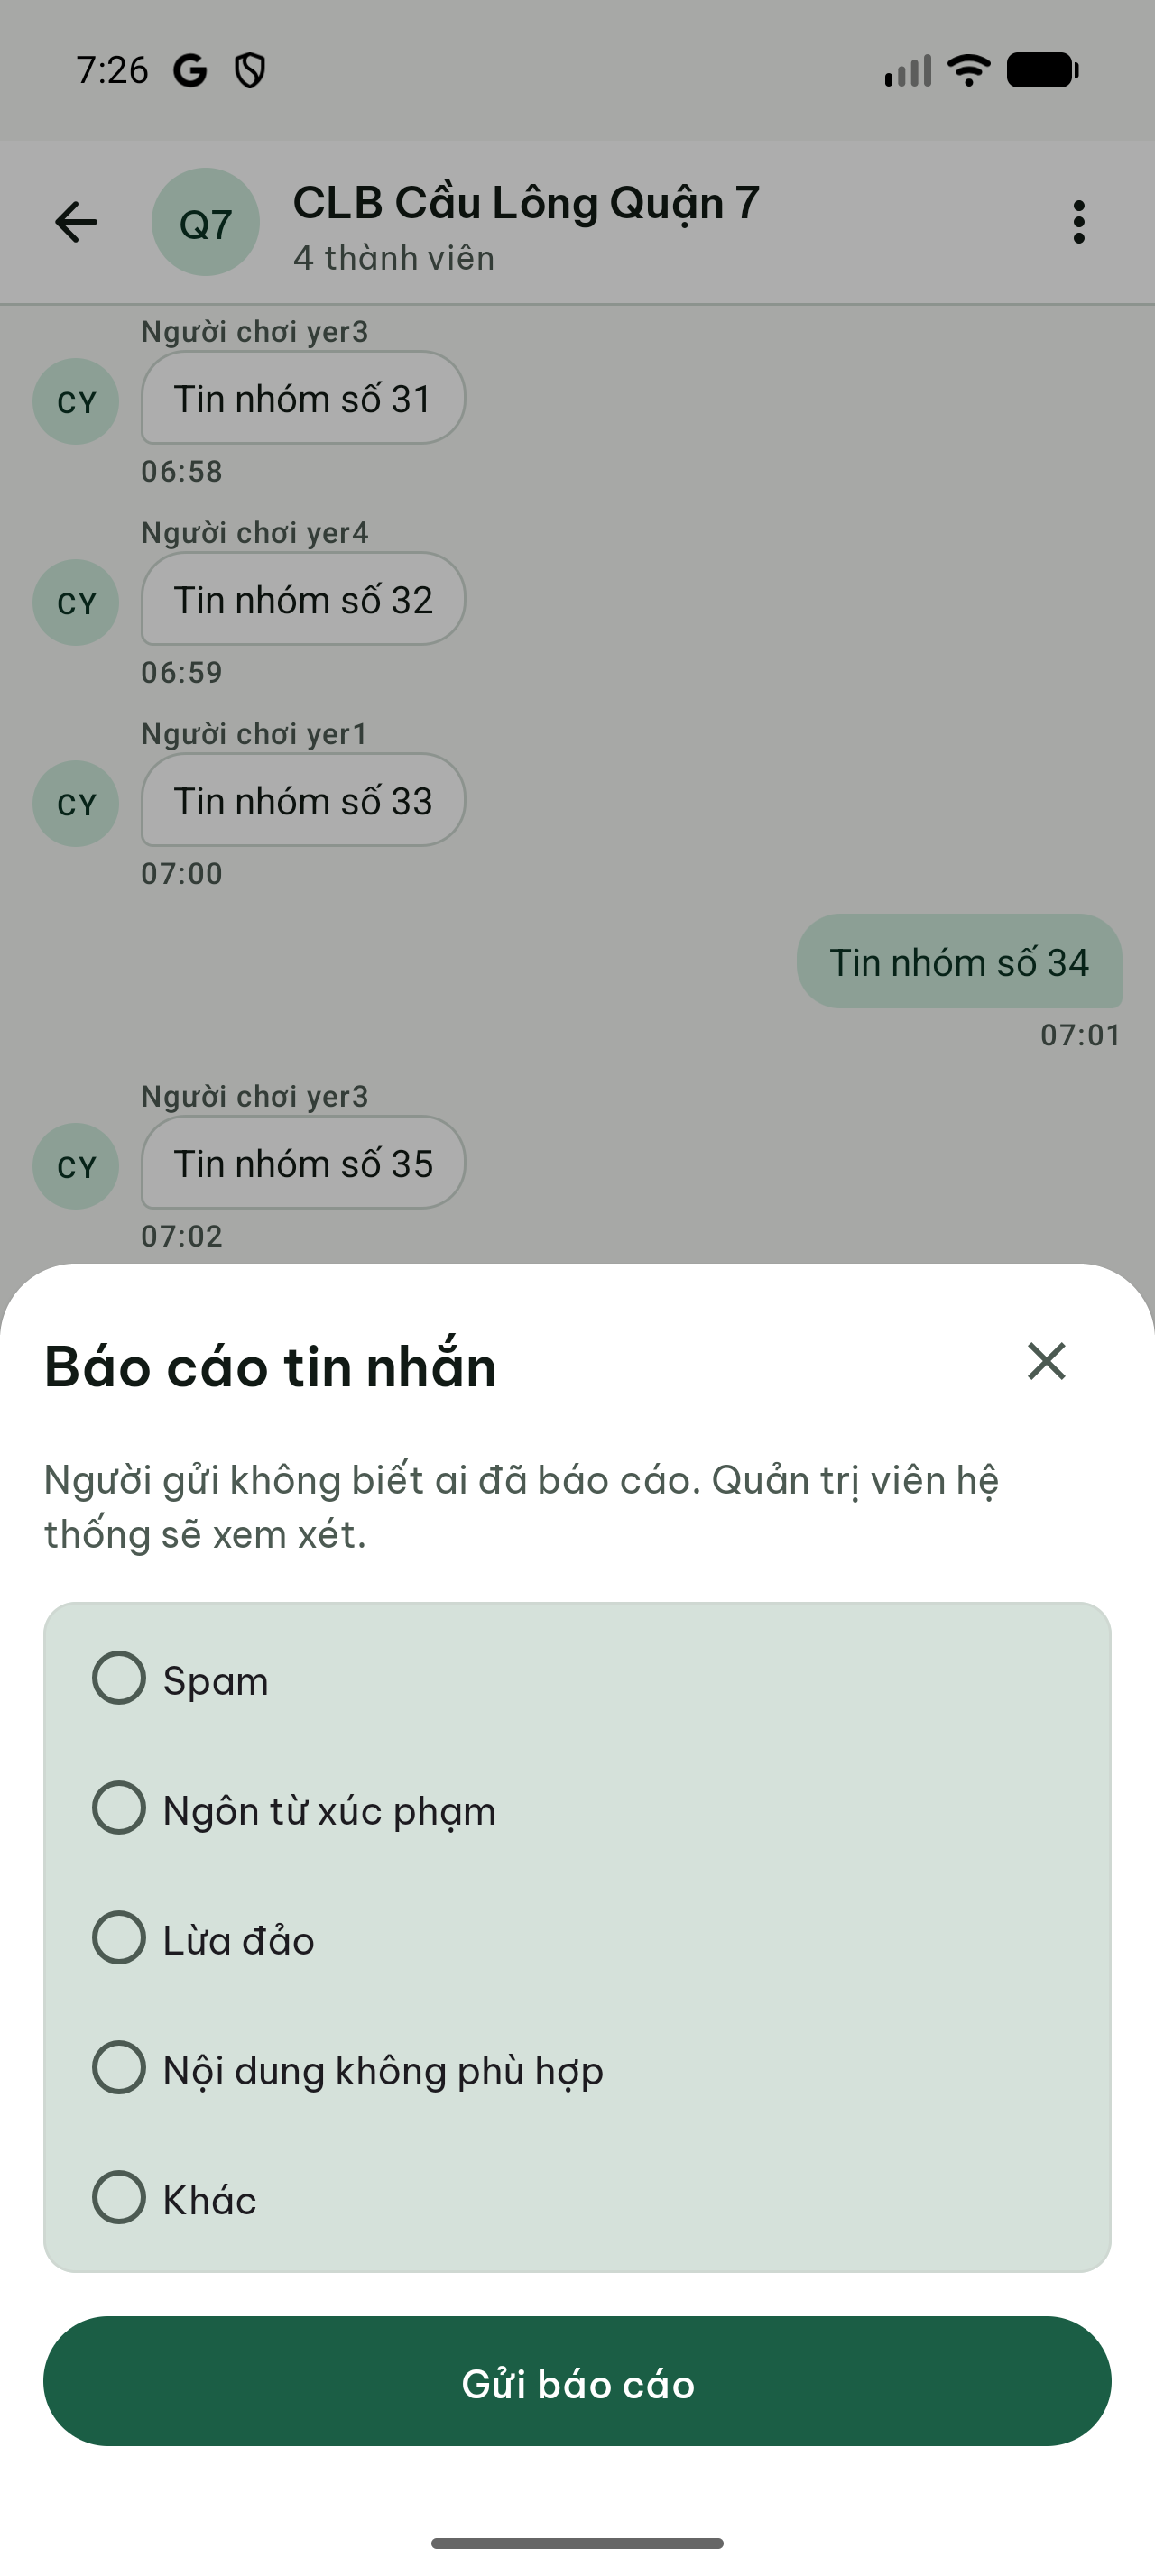 7:26
Q7
CLB Cầu Lông Quận 7
4 thành viên
Người chơi yer3
CY
Tin nhóm số 31
06:58
Người chơi yer4
CY
Tin nhóm số 32
06:59
Người chơi yer1
CY
Tin nhóm số 33
07:00
Tin nhóm số 34
07:01
Người chơi yer3
CY
Tin nhóm số 35
07:02
Báo cáo tin nhắn
Người gửi không biết ai đã báo cáo. Quản trị viên hệ
thống sẽ xem xét.
Spam
Ngôn từ xúc phạm
Lừa đảo
Nội dung không phù hợp
Khác
Gửi báo cáo